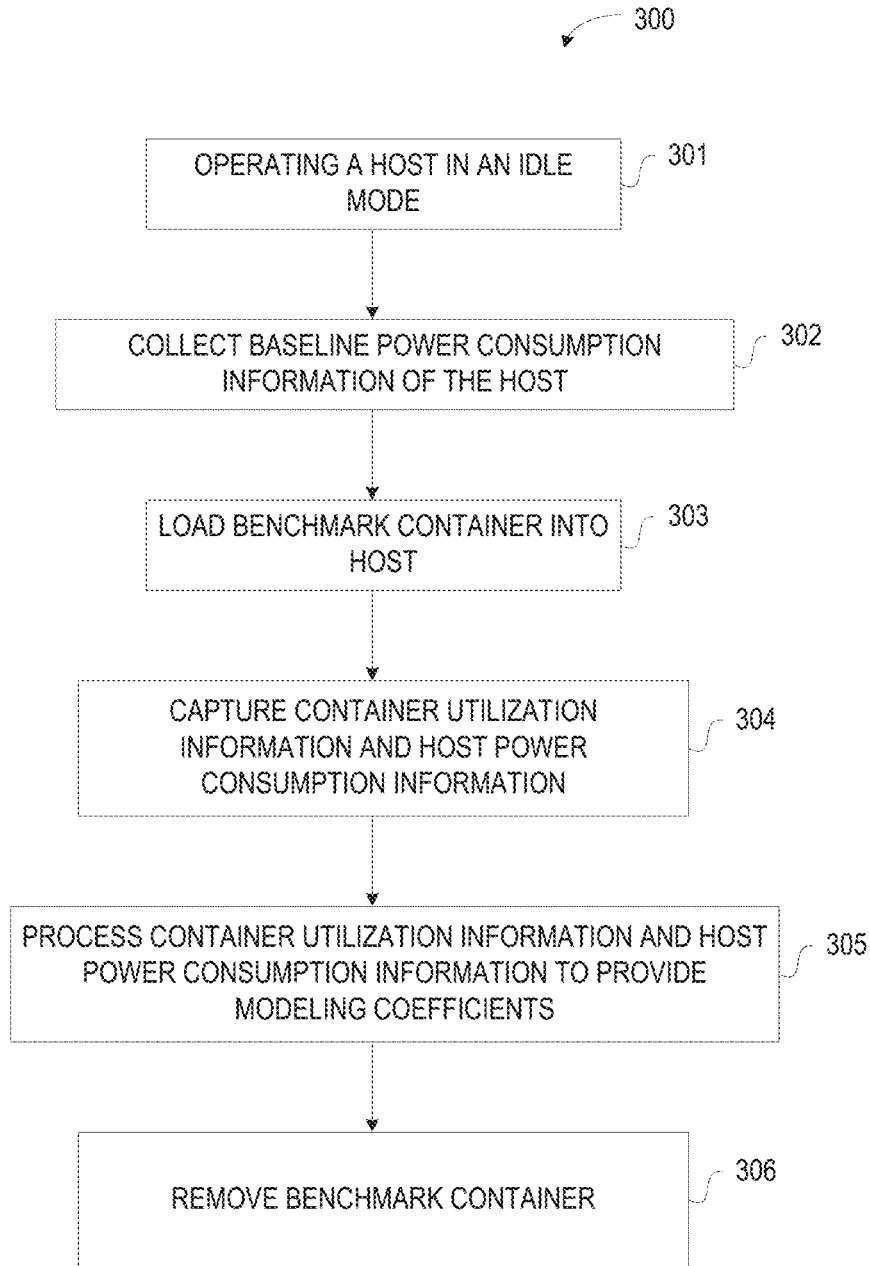 300
OPERATING A HOST IN AN IDLE
MODE
301
COLLECT BASELINE POWER CONSUMPTION
INFORMATION OF THE HOST
302
LOAD BENCHMARK CONTAINER INTO
HOST
303
CAPTURE CONTAINER UTILIZATION
INFORMATION AND HOST POWER
CONSUMPTION INFORMATION
304
PROCESS CONTAINER UTILIZATION INFORMATION AND HOST
POWER CONSUMPTION INFORMATION TO PROVIDE
MODELING COEFFICIENTS
305
REMOVE BENCHMARK CONTAINER
306